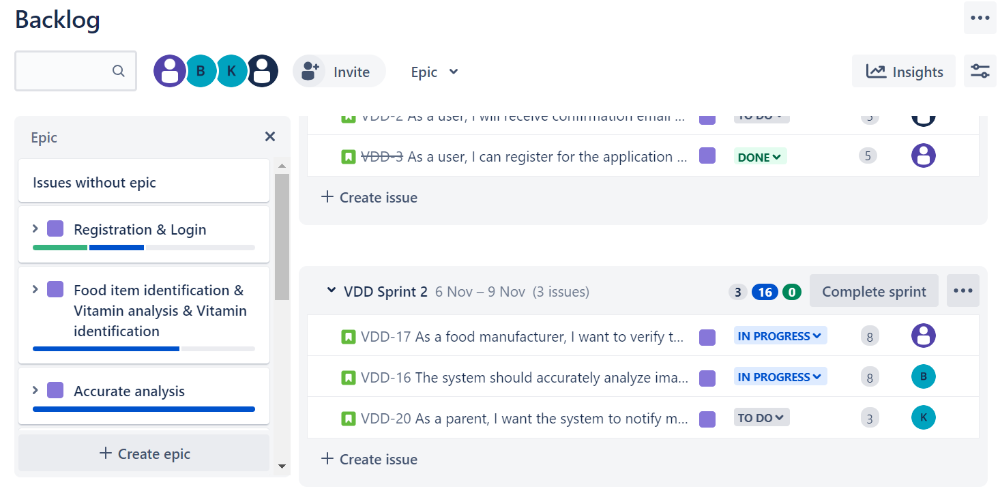 Backlog
B K Invite Epic Insights
Epic
Issues without epic
Registration & Login
Food item identification &
Vitamin analysis & Vitamin
identification
Accurate analysis
+ Create epic
VDD-2 As a user, I will receive confirmation email ... TO DO 5
VDD-3 As a user, I can register for the application ... DONE 5
+ Create issue
VDD Sprint 2 6 Nov – 9 Nov (3 issues) 3 16 0 Complete sprint
VDD-17 As a food manufacturer, I want to verify t... IN PROGRESS 8
VDD-16 The system should accurately analyze ima... IN PROGRESS 8 B
VDD-20 As a parent, I want the system to notify m... TO DO 3 K
+ Create issue